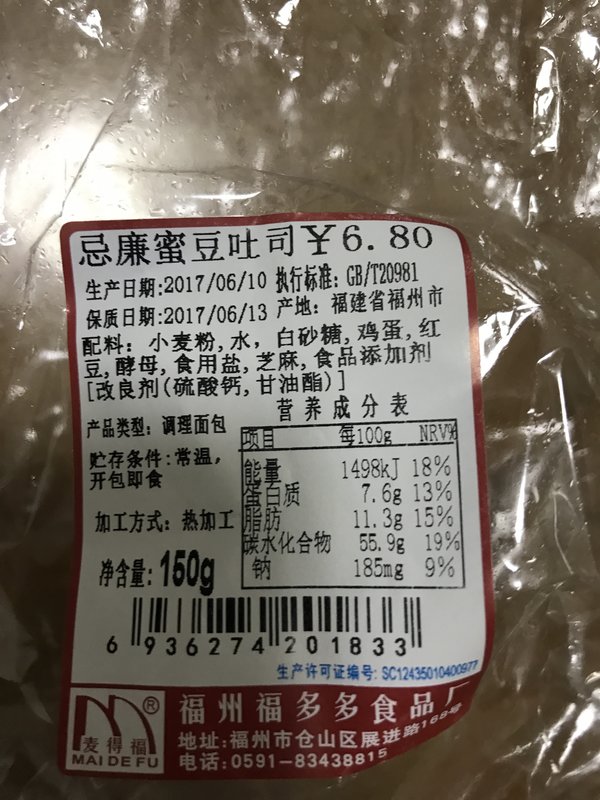 忌廉蜜豆吐司￥6.80
生产日期:2017/06/10 执行标准: GB/T20981
保质日期:2017/06/13 产地: 福建省福州市
配料: 小麦粉,水, 白砂糖,鸡蛋,红
豆,酵母,食用盐,芝麻,食品添加剂
[改良剂(硫酸钙,甘油酯)]
营养成分表
产品类型: 调理面包
项目 每100g NRV%
贮存条件:常温,
开包即食
能量 1498kJ 18%
蛋白质 7.6g 13%
脂肪 11.3g 15%
碳水化合物 55.9g 19%
钠 185mg 9%
加工方式: 热加工
净含量: 150g
6 936274 201833
生产许可证编号: SC12435010400977
福州福多多食品厂
地址:福州市仓山区展进路168号
电话:0591-83438815
®
麦得福
MAI DE FU